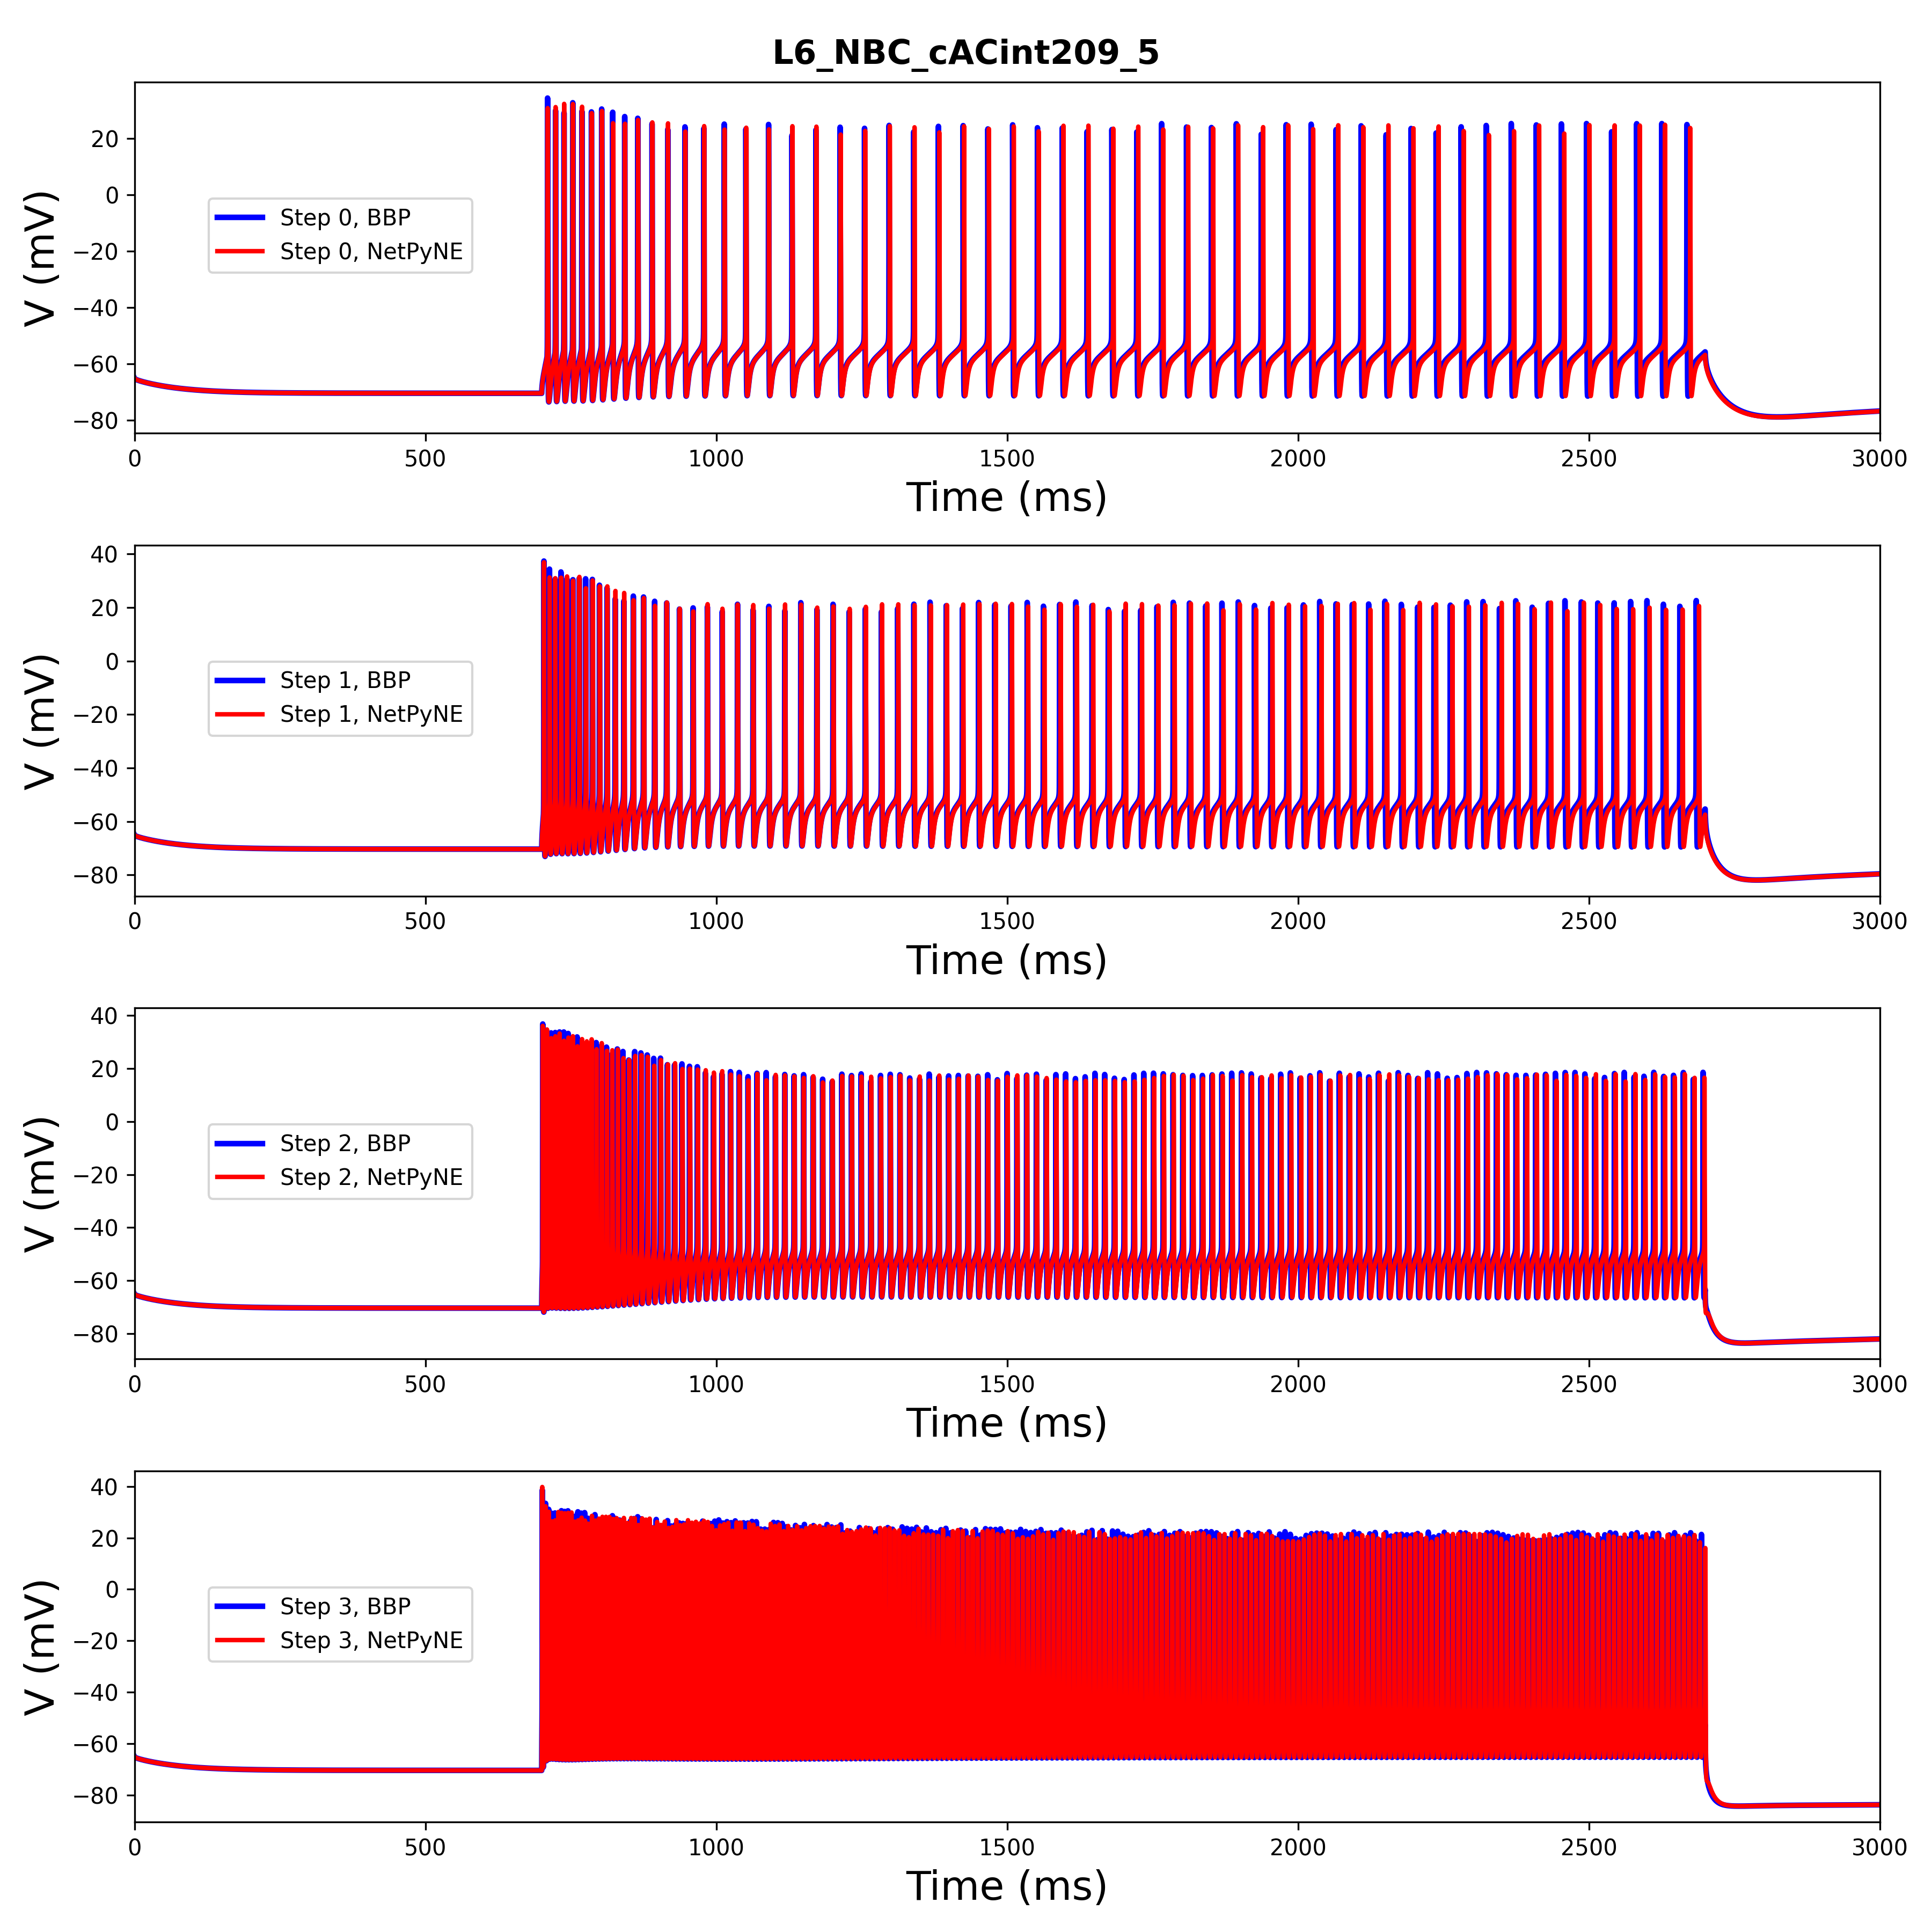 L6_NBC_cACint209_5
V (mV)
20
0
−20
−40
−60
−80
Step 0, BBP
Step 0, NetPyNE
0 500 1000 1500 2000 2500 3000
Time (ms)
V (mV)
40
20
0
−20
−40
−60
−80
Step 1, BBP
Step 1, NetPyNE
0 500 1000 1500 2000 2500 3000
Time (ms)
V (mV)
40
20
0
−20
−40
−60
−80
Step 2, BBP
Step 2, NetPyNE
0 500 1000 1500 2000 2500 3000
Time (ms)
V (mV)
40
20
0
−20
−40
−60
−80
Step 3, BBP
Step 3, NetPyNE
0 500 1000 1500 2000 2500 3000
Time (ms)